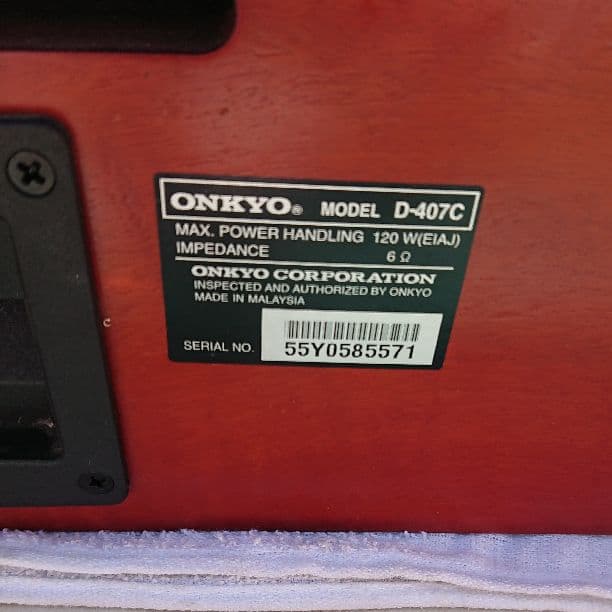 ONKYO® MODEL D-407C
MAX. POWER HANDLING 120 W(EIAJ)
IMPEDANCE 6 Ω
ONKYO CORPORATION
INSPECTED AND AUTHORIZED BY ONKYO
MADE IN MALAYSIA
SERIAL NO. 55Y0585571